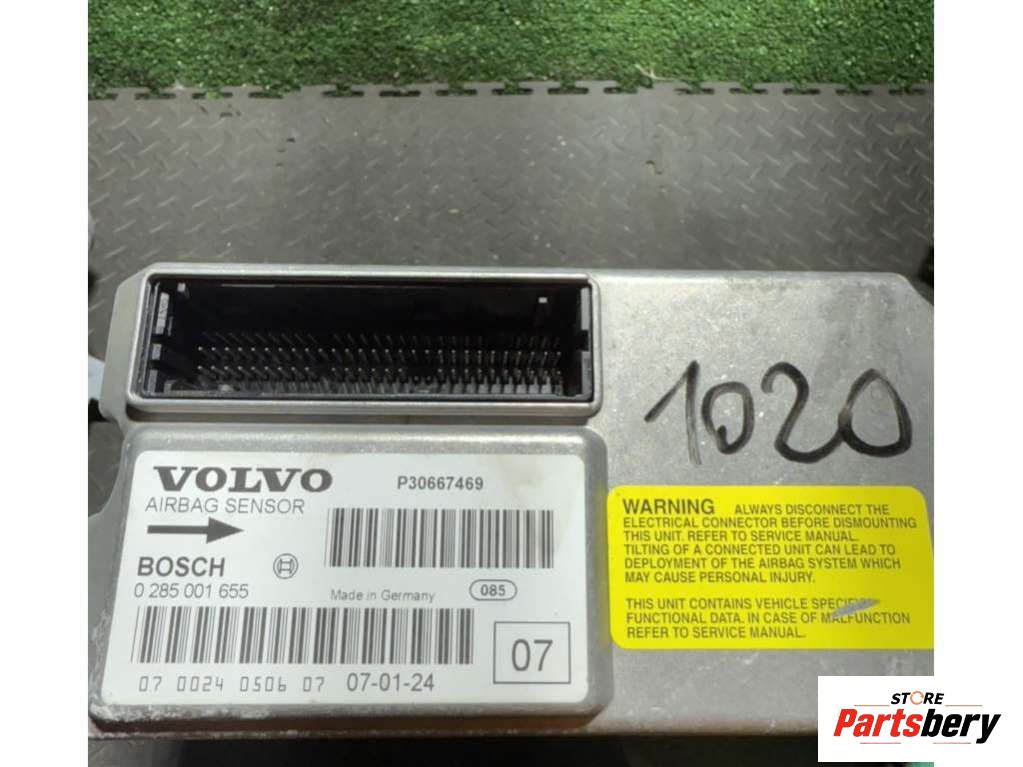 1020
VOLVO
P30667469
AIRBAG SENSOR
BOSCH
0 285 001 655
Made in Germany
085
07
07 0024 0506 07
07-01-24
WARNING ALWAYS DISCONNECT THE
ELECTRICAL CONNECTOR BEFORE DISMOUNTING
THIS UNIT. REFER TO SERVICE MANUAL.
TILTING OF A CONNECTED UNIT CAN LEAD TO
DEPLOYMENT OF THE AIRBAG SYSTEM WHICH
MAY CAUSE PERSONAL INJURY.
THIS UNIT CONTAINS VEHICLE SPECIFIC
FUNCTIONAL DATA. IN CASE OF MALFUNCTION
REFER TO SERVICE MANUAL.
STORE
Partsbery